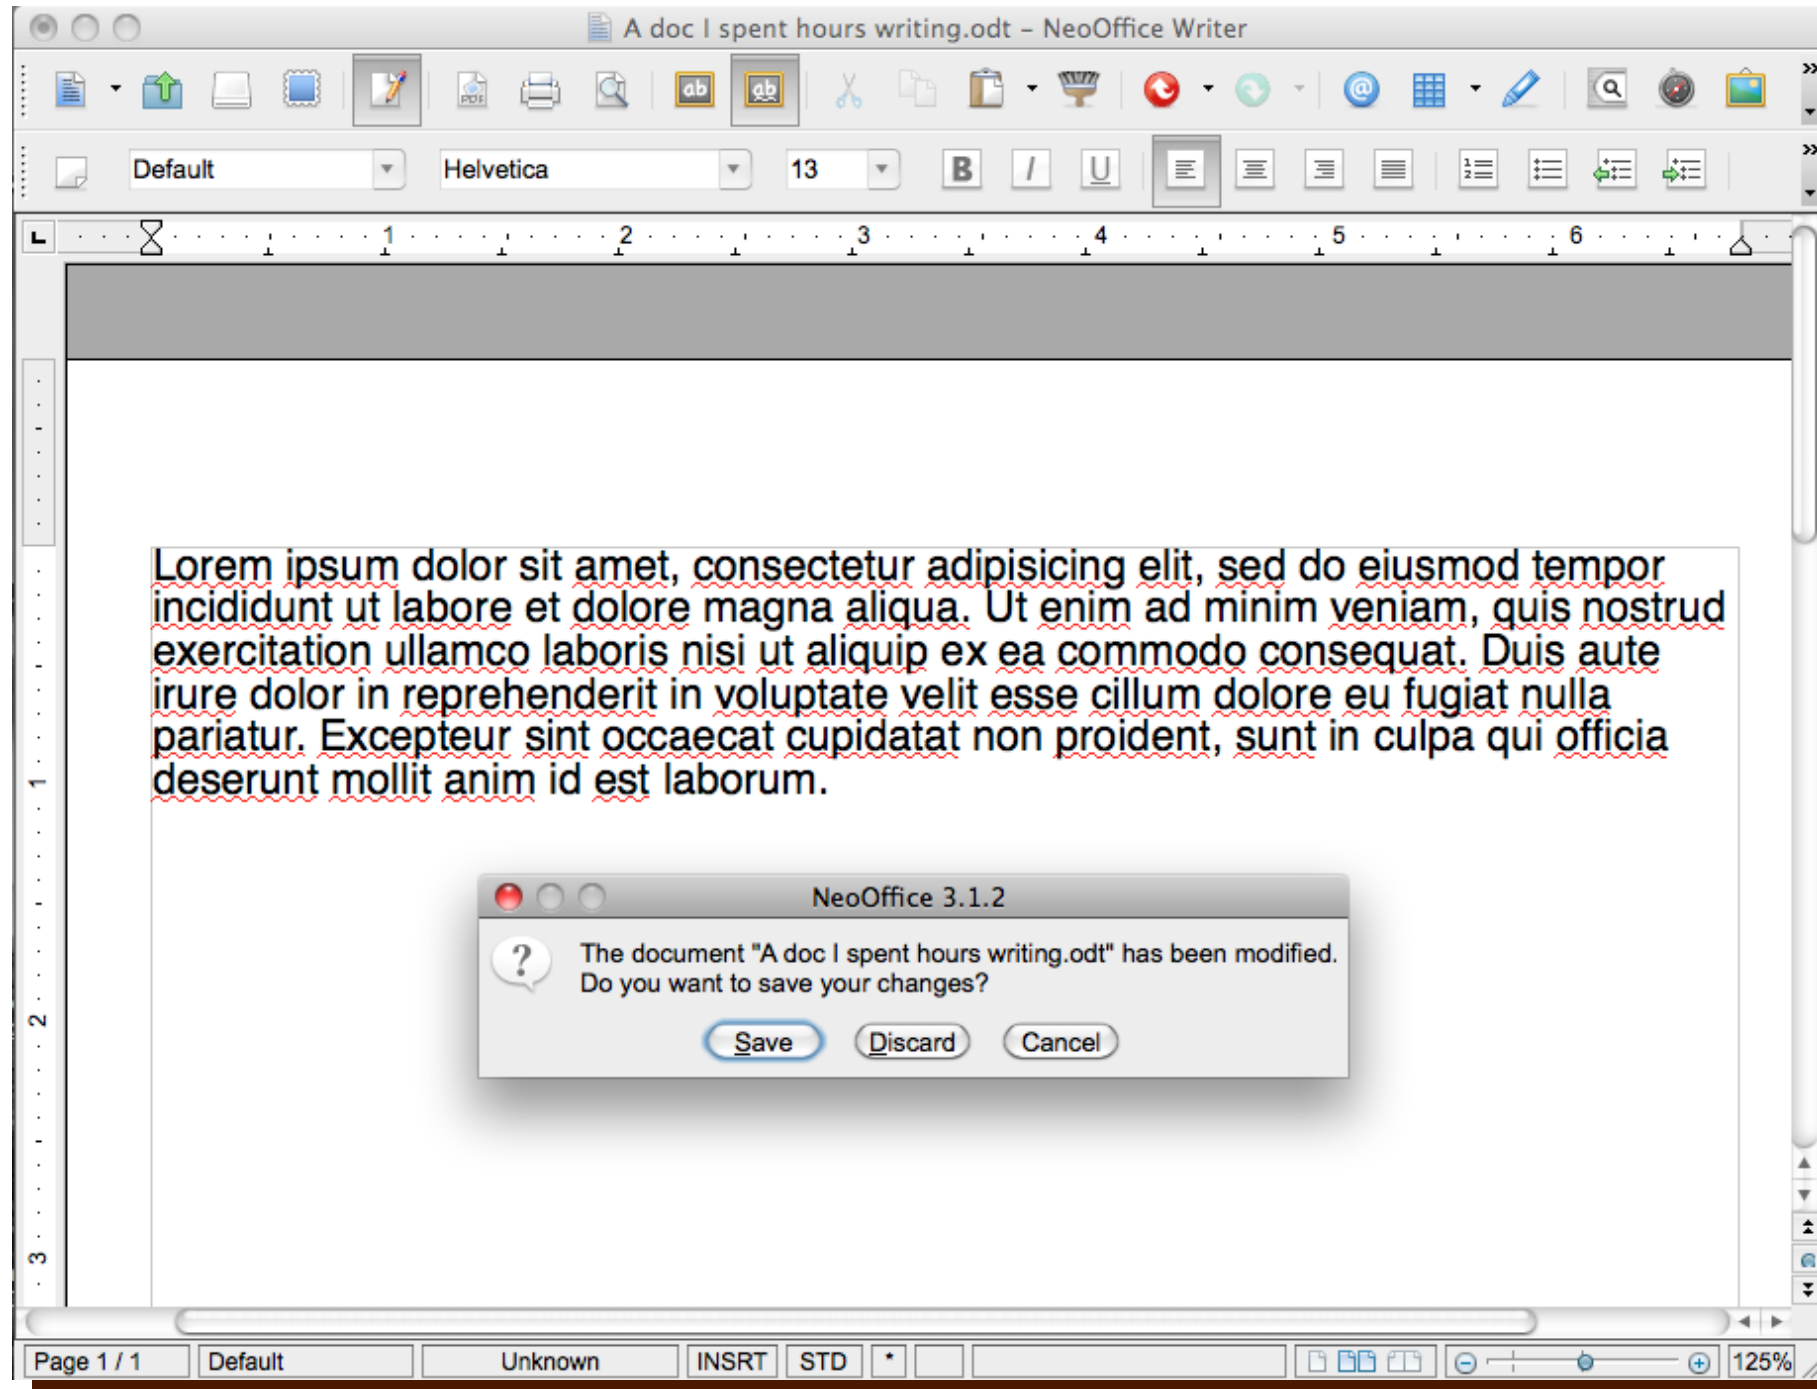 A doc I spent hours writing.odt – NeoOffice Writer
PDF ab ab @
Default Helvetica 13 B I U
1 2 3 4 5 6
Lorem ipsum dolor sit amet, consectetur adipisicing elit, sed do eiusmod tempor
incididunt ut labore et dolore magna aliqua. Ut enim ad minim veniam, quis nostrud
exercitation ullamco laboris nisi ut aliquip ex ea commodo consequat. Duis aute
irure dolor in reprehenderit in voluptate velit esse cillum dolore eu fugiat nulla
pariatur. Excepteur sint occaecat cupidatat non proident, sunt in culpa qui officia
deserunt mollit anim id est laborum.
1
NeoOffice 3.1.2
?
The document "A doc I spent hours writing.odt" has been modified.
Do you want to save your changes?
2
Save Discard Cancel
3
Page 1 / 1 Default Unknown INSRT STD * 125%